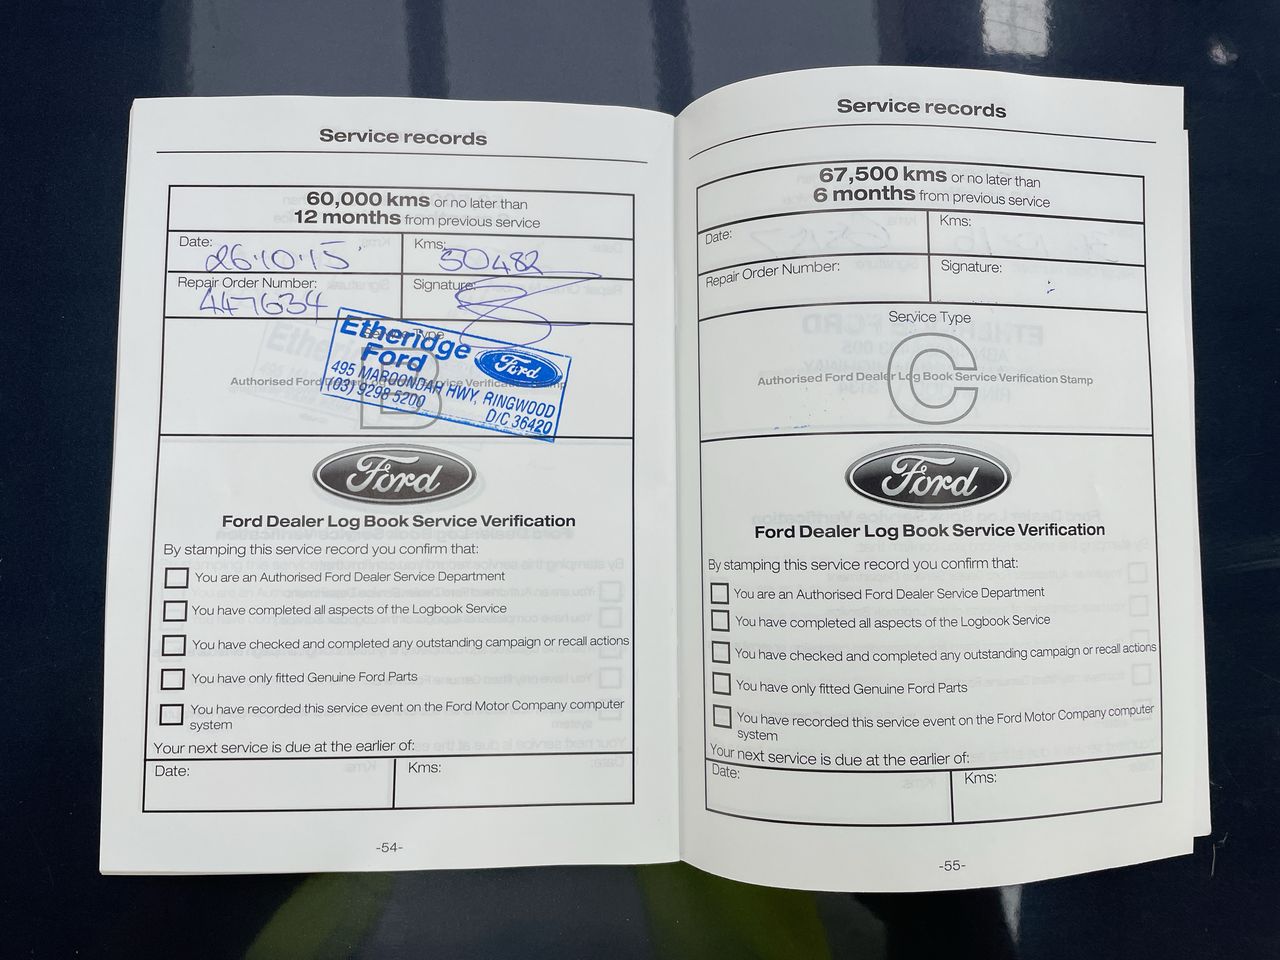 Service records
60,000 kms or no later than
12 months from previous service
Date: 26·10·15
Kms: 50482
Repair Order Number: 447634
Signature:
Service Type
B
Authorised Ford Dealer Log Book Service Verification Stamp
Etheridge
Ford
Ford
495 MAROONDAH HWY, RINGWOOD
(03) 9298 5200
D/C 36420
Ford
Ford Dealer Log Book Service Verification
By stamping this service record you confirm that:
You are an Authorised Ford Dealer Service Department
You have completed all aspects of the Logbook Service
You have checked and completed any outstanding campaign or recall actions
You have only fitted Genuine Ford Parts
You have recorded this service event on the Ford Motor Company computer
system
Your next service is due at the earlier of:
Date:
Kms:
-54-
Service records
67,500 kms or no later than
6 months from previous service
Date:
Kms:
Repair Order Number:
Signature:
Service Type
C
Authorised Ford Dealer Log Book Service Verification Stamp
Ford
Ford Dealer Log Book Service Verification
By stamping this service record you confirm that:
You are an Authorised Ford Dealer Service Department
You have completed all aspects of the Logbook Service
You have checked and completed any outstanding campaign or recall actions
You have only fitted Genuine Ford Parts
You have recorded this service event on the Ford Motor Company computer
system
Your next service is due at the earlier of:
Date:
Kms:
-55-